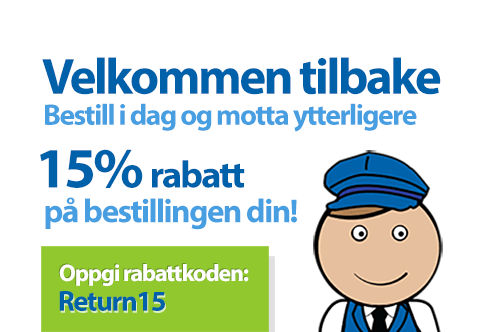 Velkommen tilbake
Bestill i dag og motta ytterligere
15% rabatt
på bestillingen din!
Oppgi rabattkoden:
Return15